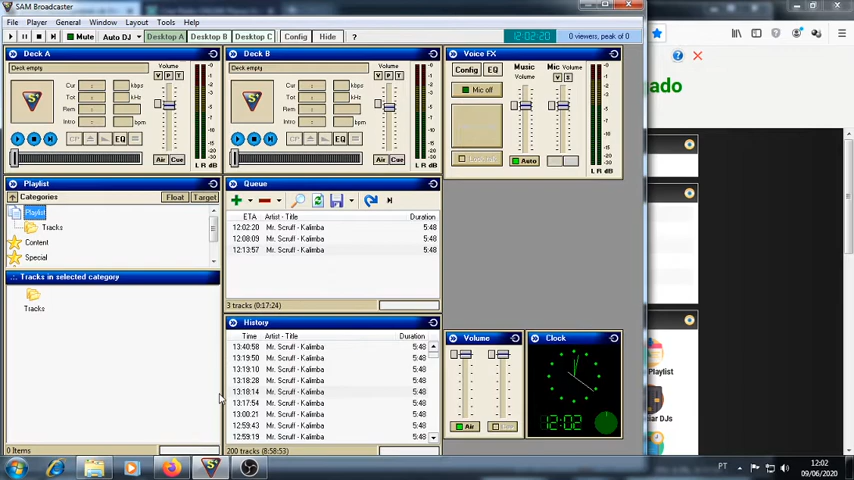 SAM Broadcaster
File Player General Window Layout Tools Help
Mute Auto DJ Desktop A Desktop B Desktop C Config Hide ? 12:02:20 0 viewers, peak of 0
Deck A
Deck empty
Volume
V P T
Cur : kbps
Tot : kHz
Rem :
Intro :
EQ
Air Cue
L R dB
Deck B
Deck empty
Volume
V P T
Cur : kbps
Tot : kHz
Rem :
Intro :
EQ
Air Cue
L R dB
Voice FX
Config EQ
Music Volume
Mic Volume
V S
Mic off
Auto
L R dB
ado
Playlist
Categories Float Target
Playlist
Tracks
Content
Special
.:. Tracks in selected category
Tracks
0 Items
Queue
ETA Artist - Title Duration
12:02:20 Mr. Scruff - Kalimba 5:48
12:08:09 Mr. Scruff - Kalimba 5:48
12:13:57 Mr. Scruff - Kalimba 5:48
3 tracks (0:17:24)
History
Time Artist - Title Duration
13:40:58 Mr. Scruff - Kalimba 5:48
13:19:50 Mr. Scruff - Kalimba 5:48
13:19:10 Mr. Scruff - Kalimba 5:48
13:18:28 Mr. Scruff - Kalimba 5:48
13:18:14 Mr. Scruff - Kalimba 5:48
13:17:54 Mr. Scruff - Kalimba 5:48
13:00:21 Mr. Scruff - Kalimba 5:48
12:59:43 Mr. Scruff - Kalimba 5:48
12:59:19 Mr. Scruff - Kalimba 5:48
200 tracks (8:58:53)
Volume
Air
Clock
12:02
Playlist
iar DJs
PT
12:02
09/06/2020